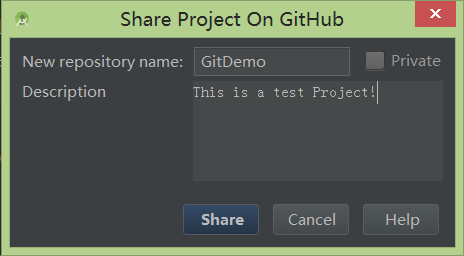 Share Project On GitHub
New repository name: GitDemo Private
Description This is a test Project!
Share Cancel Help